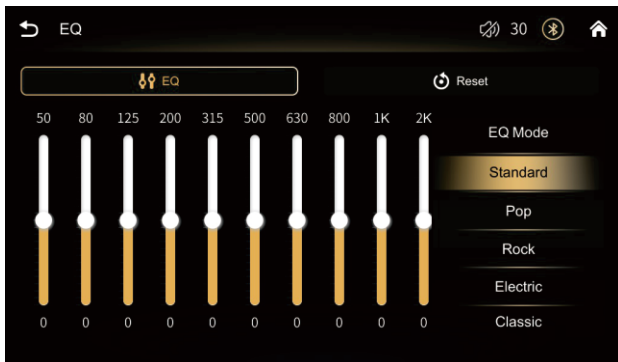 EQ 30
EQ Reset
50 80 125 200 315 500 630 800 1K 2K
EQ Mode
Standard
Pop
Rock
Electric
0 0 0 0 0 0 0 0 0 0 Classic